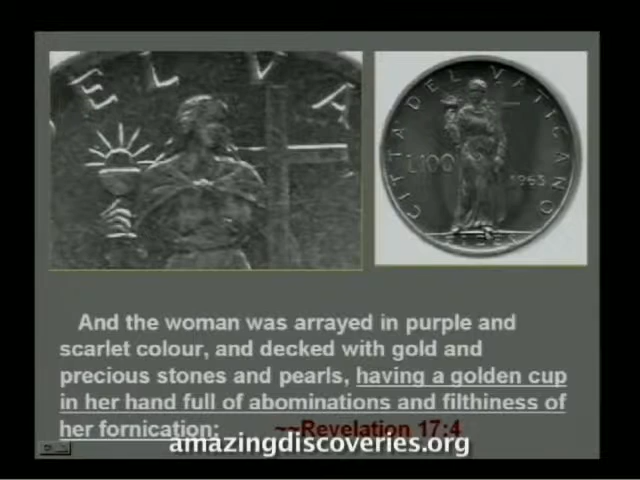 E L V A
CITTA DEL VATICANO
L.100
1963
FIDES
And the woman was arrayed in purple and
scarlet colour, and decked with gold and
precious stones and pearls, having a golden cup
in her hand full of abominations and filthiness of
her fornication: ~~Revelation 17:4
amazingdiscoveries.org